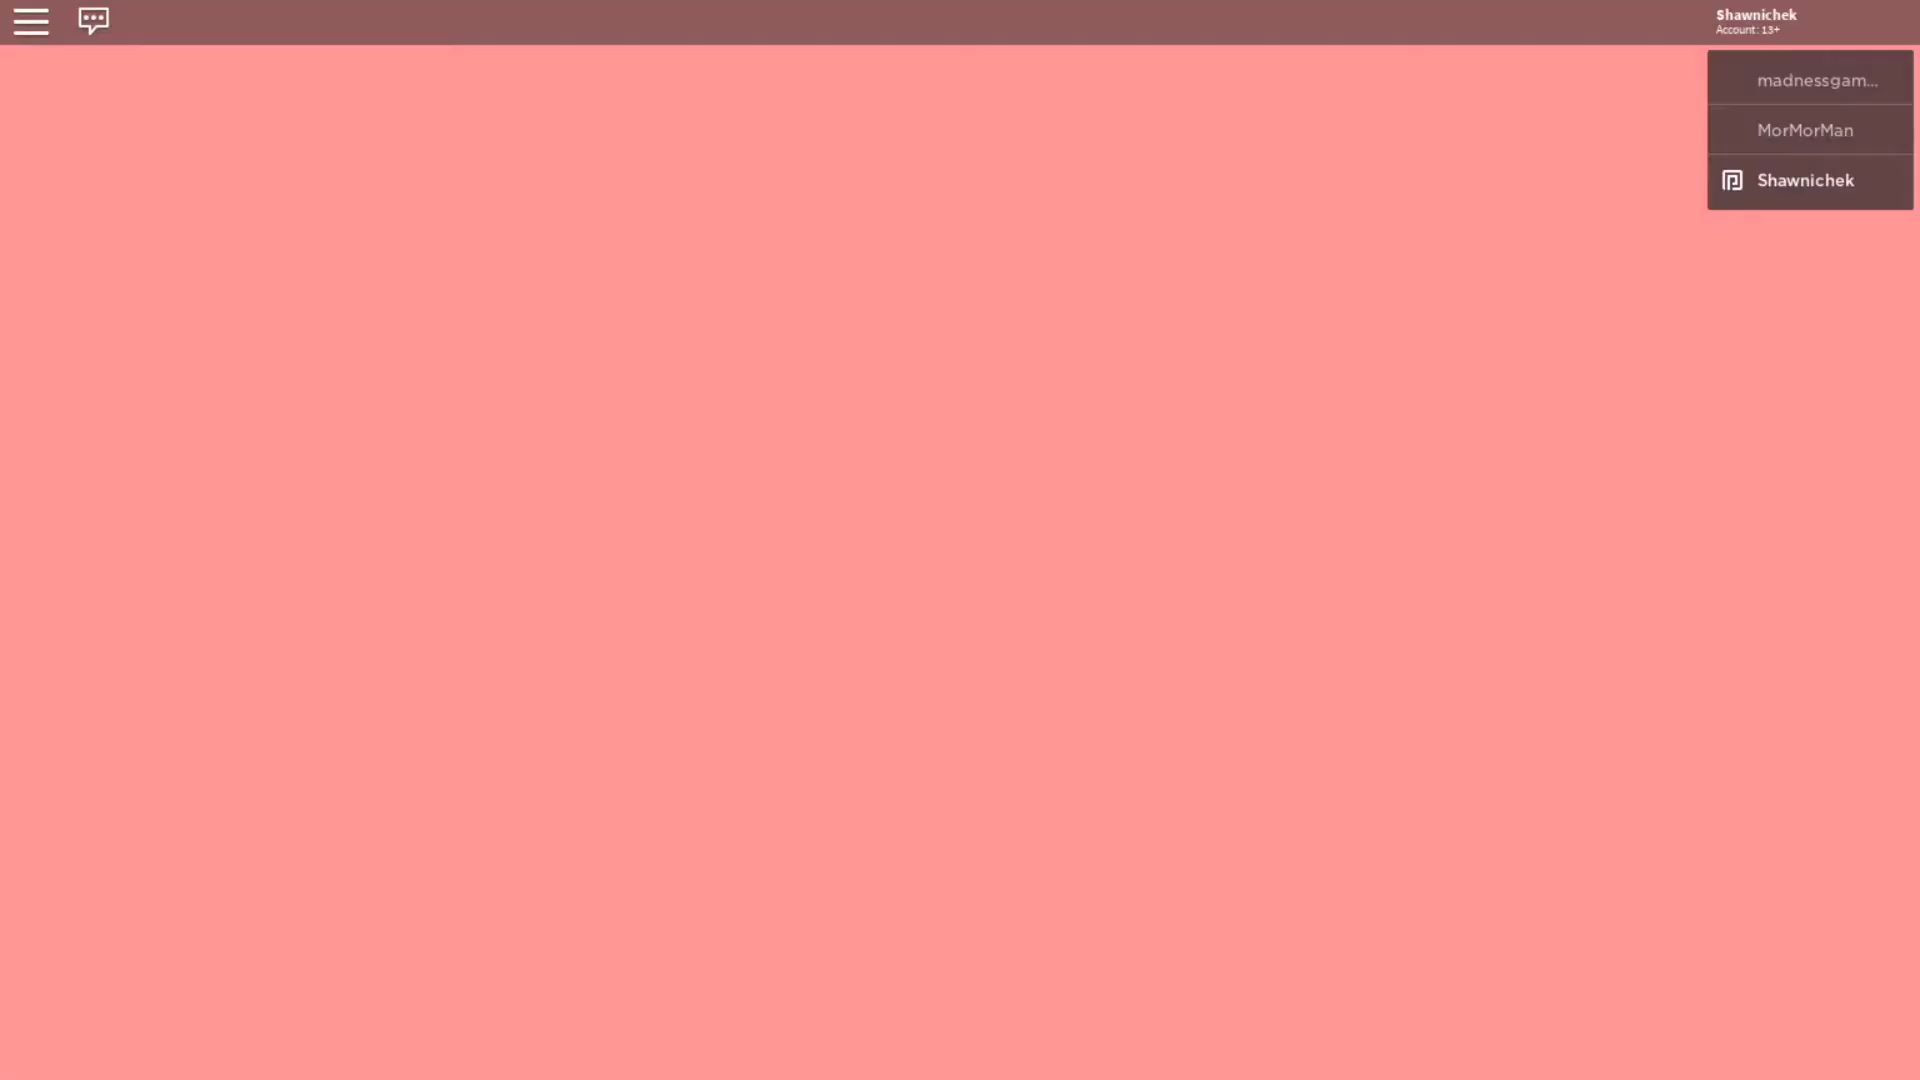 Shawnichek
Account: 13+
madnessgam...
MorMorMan
Shawnichek